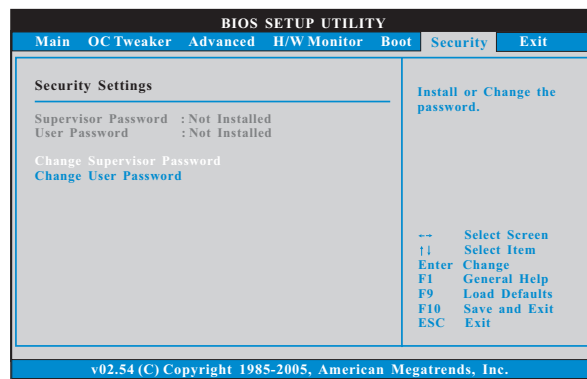 BIOS SETUP UTILITY
Main OC Tweaker Advanced H/W Monitor Boot Security Exit
Security Settings
Supervisor Password : Not Installed
User Password : Not Installed
Change Supervisor Password
Change User Password
Install or Change the
password.
←→ Select Screen
↑↓ Select Item
Enter Change
F1 General Help
F9 Load Defaults
F10 Save and Exit
ESC Exit
v02.54 (C) Copyright 1985-2005, American Megatrends, Inc.